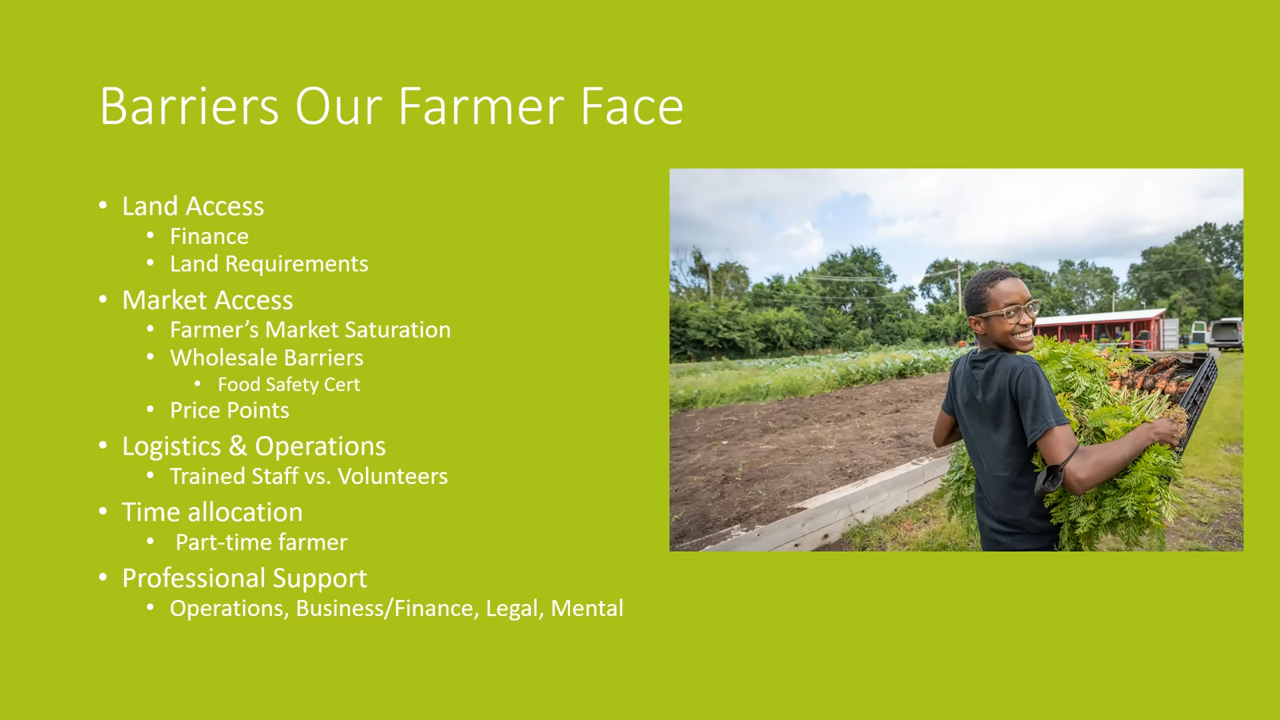 Barriers Our Farmer Face
• Land Access
• Finance
• Land Requirements
• Market Access
• Farmer’s Market Saturation
• Wholesale Barriers
• Food Safety Cert
• Price Points
• Logistics & Operations
• Trained Staff vs. Volunteers
• Time allocation
• Part-time farmer
• Professional Support
• Operations, Business/Finance, Legal, Mental